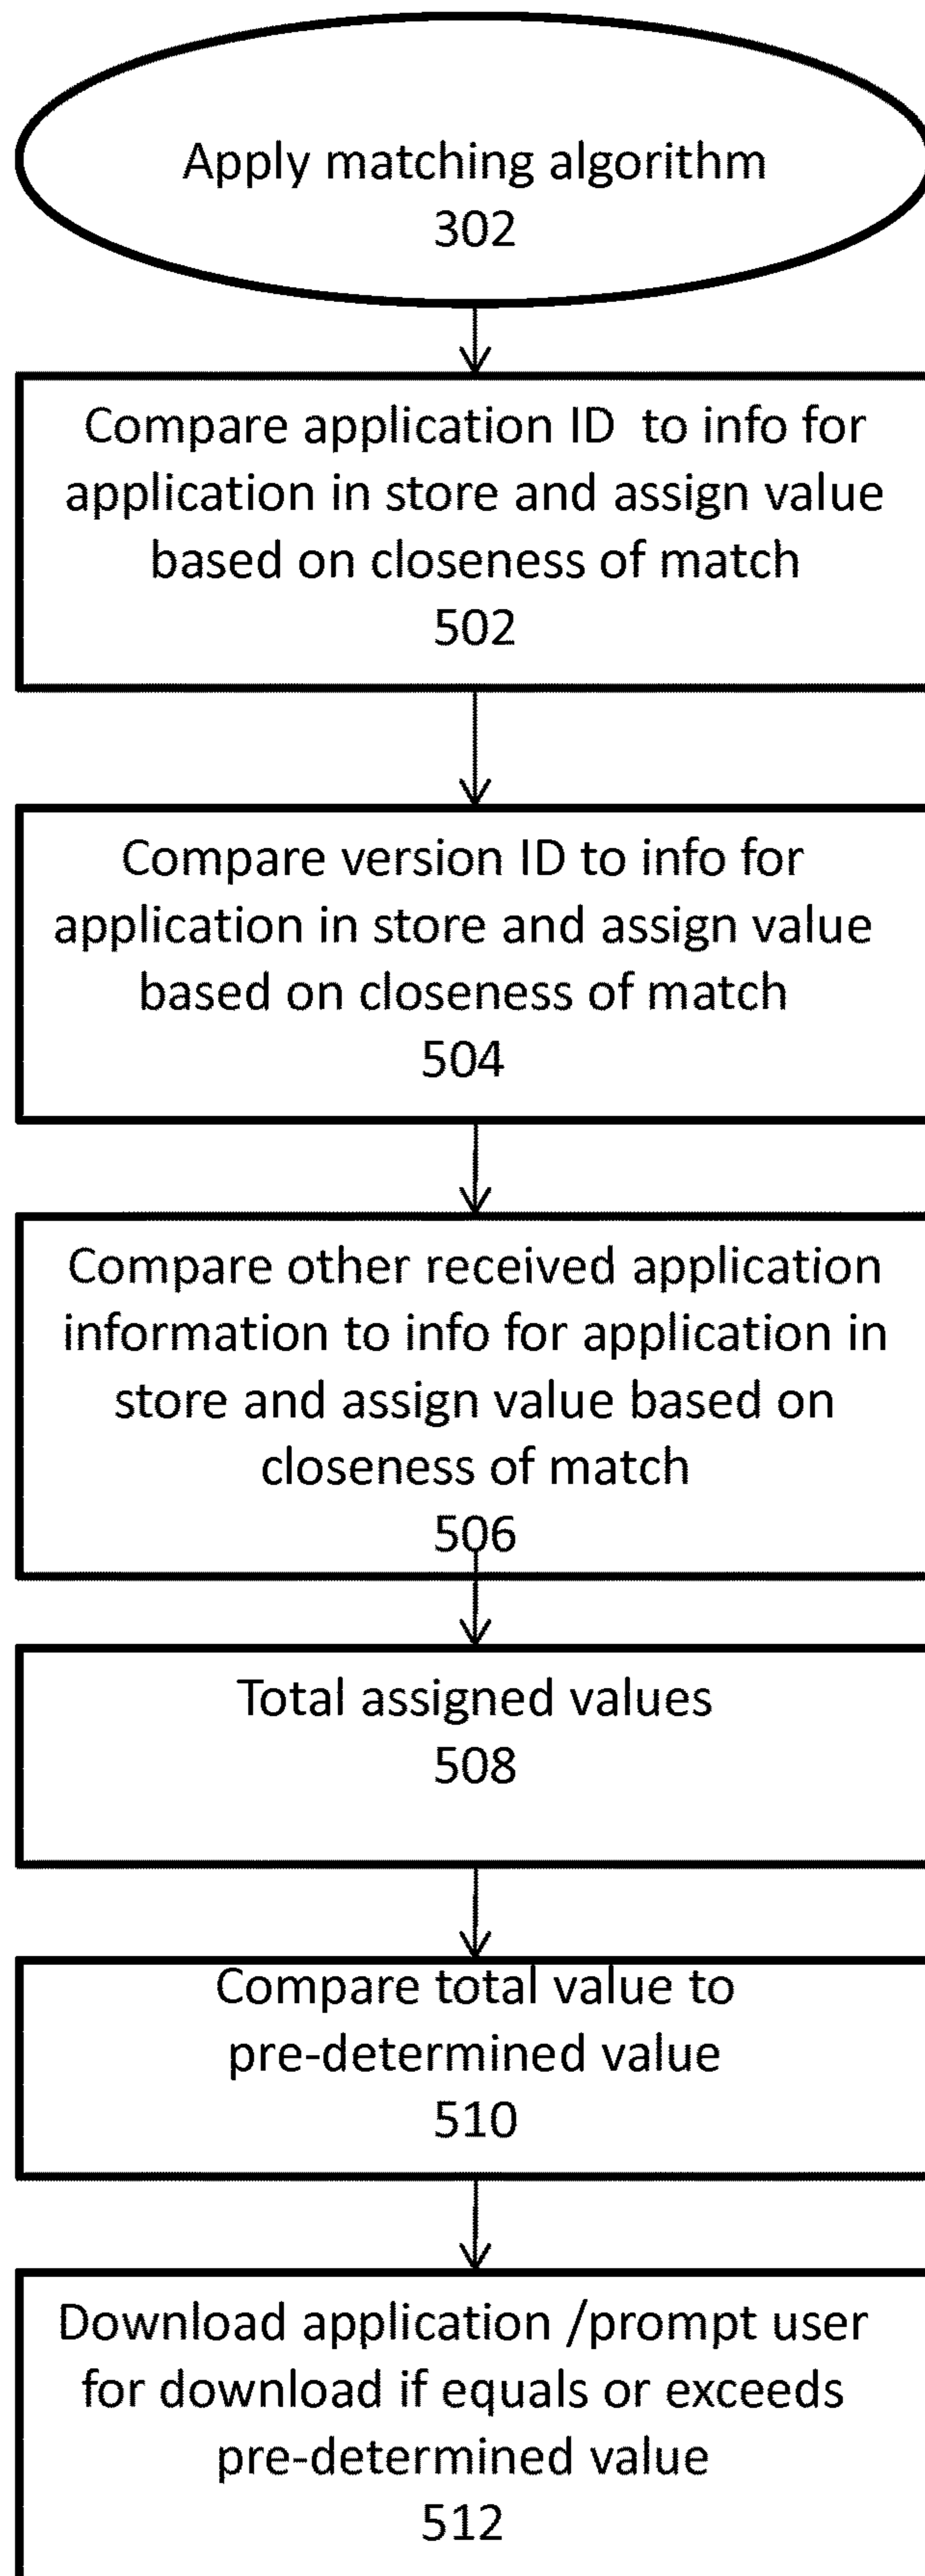 Apply matching algorithm
302
Compare application ID  to info for
application in store and assign value
based on closeness of match
502
Compare version ID to info for
application in store and assign value
based on closeness of match
504
Compare other received application
information to info for application in
store and assign value based on
closeness of match
506
Total assigned values
508
Compare total value to
pre-determined value
510
Download application /prompt user
for download if equals or exceeds
pre-determined value
512